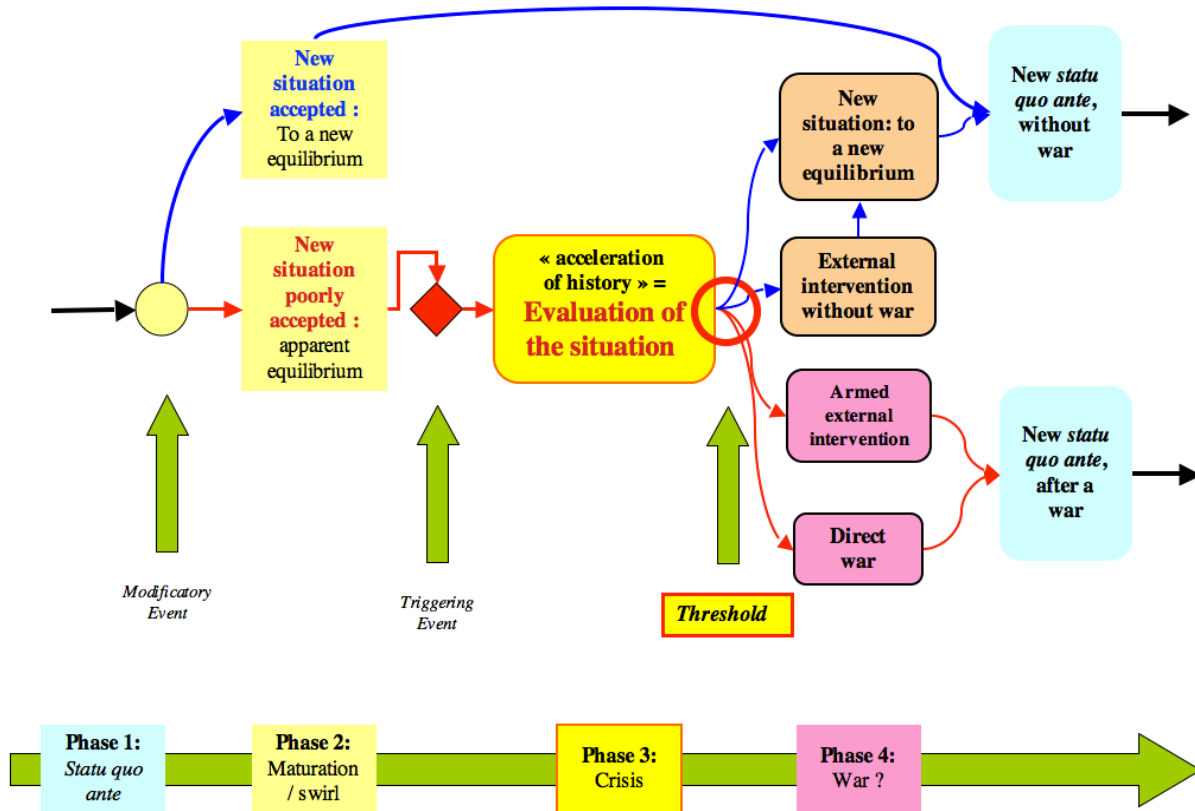 New
situation
accepted :
To a new
equilibrium
New
situation: to
a new
equilibrium
New statu
quo ante,
without
war
New
situation
poorly
accepted :
apparent
equilibrium
« acceleration
of history » =
Evaluation of
the situation
External
intervention
without war
Armed
external
intervention
New statu
quo ante,
after a
war
Direct
war
Modificatory
Event
Triggering
Event
Threshold
Phase 1:
Statu quo
ante
Phase 2:
Maturation
/ swirl
Phase 3:
Crisis
Phase 4:
War ?